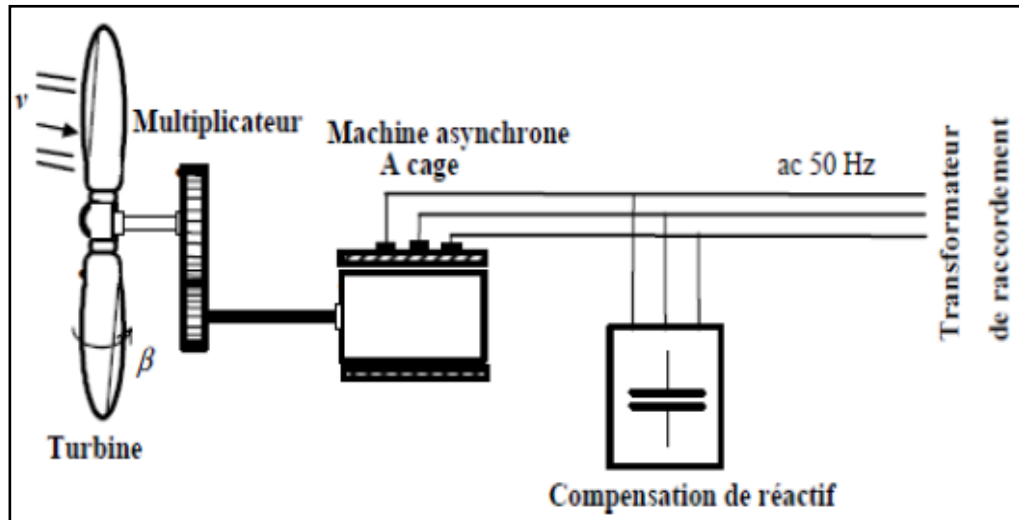 v
Multiplicateur
Machine asynchrone
A cage
ac 50 Hz
Transformateur
de raccordement
β
Turbine
Compensation de réactif